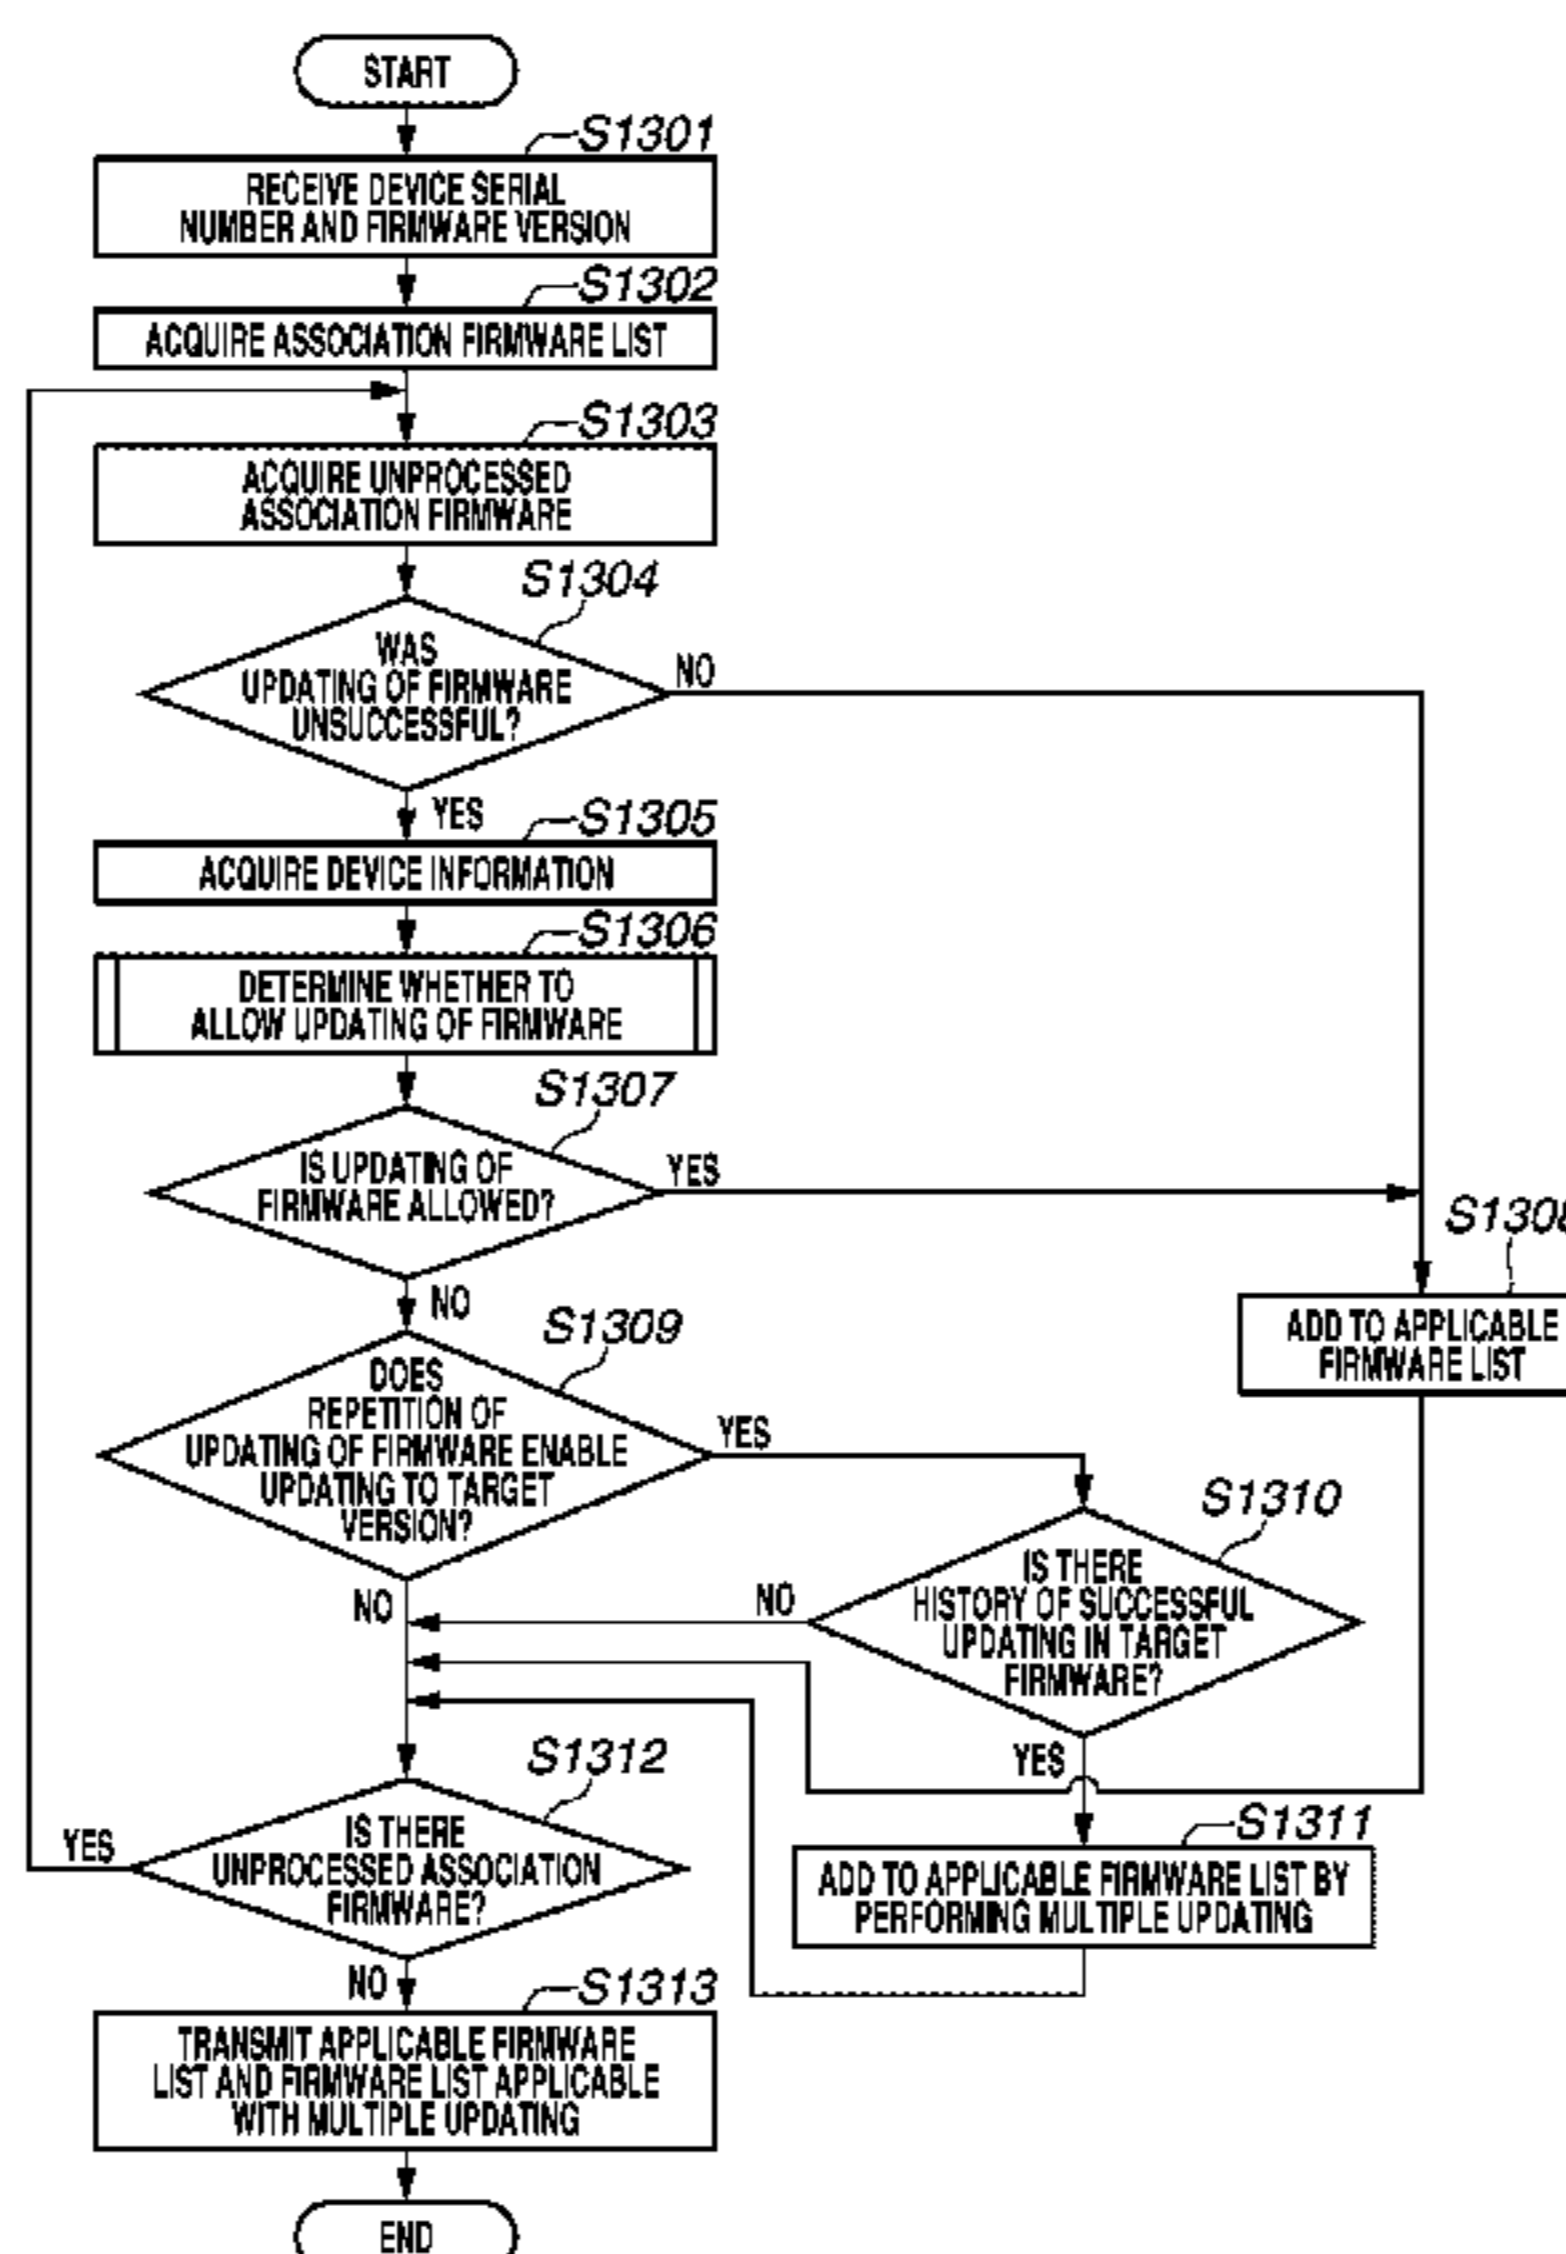 START
S1301
RECEIVE DEVICE SERIAL
NUMBER AND FIRMWARE VERSION
S1302
ACQUIRE ASSOCIATION FIRMWARE LIST
S1303
ACQUIRE UNPROCESSED
ASSOCIATION FIRMWARE
S1304
WAS
UPDATING OF FIRMWARE
UNSUCCESSFUL?
NO
YES
S1305
ACQUIRE DEVICE INFORMATION
S1306
DETERMINE WHETHER TO
ALLOW UPDATING OF FIRMWARE
S1307
IS UPDATING OF
FIRMWARE ALLOWED?
YES
NO
S1308
ADD TO APPLICABLE
FIRMWARE LIST
S1309
DOES
REPETITION OF
UPDATING OF FIRMWARE ENABLE
UPDATING TO TARGET
VERSION?
YES
NO
S1310
IS THERE
HISTORY OF SUCCESSFUL
UPDATING IN TARGET
FIRMWARE?
NO
YES
S1311
ADD TO APPLICABLE FIRMWARE LIST BY
PERFORMING MULTIPLE UPDATING
S1312
IS THERE
UNPROCESSED ASSOCIATION
FIRMWARE?
YES
NO
S1313
TRANSMIT APPLICABLE FIRMWARE
LIST AND FIRMWARE LIST APPLICABLE
WITH MULTIPLE UPDATING
END